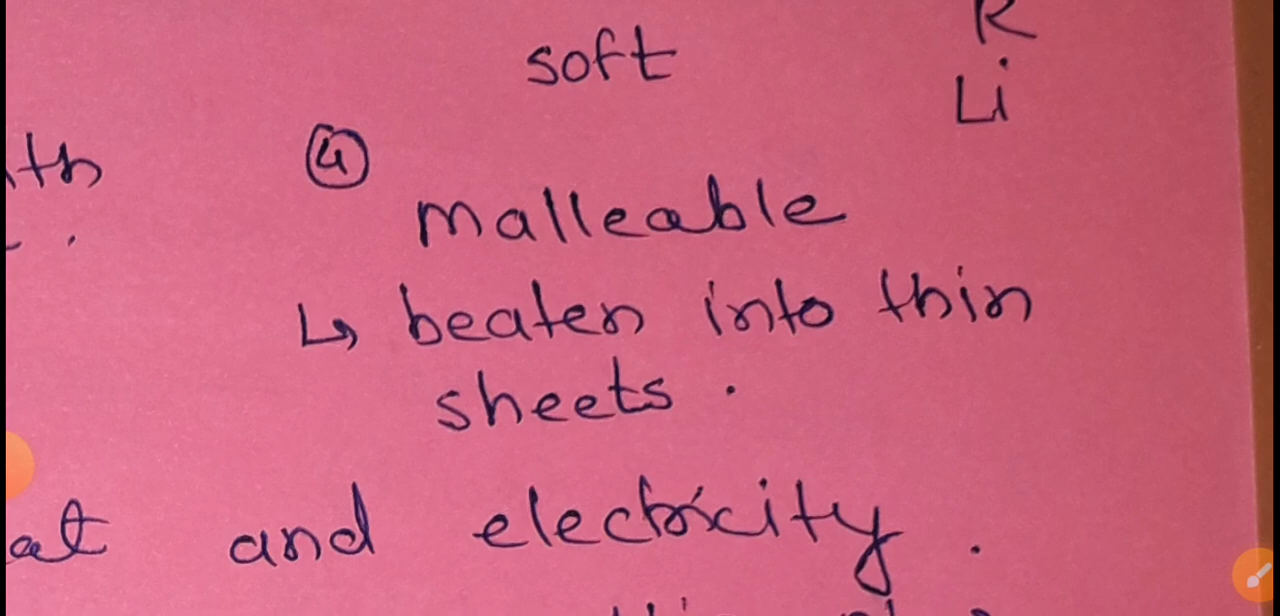 K
soft
Li
④
malleable
↳ beaten into thin
sheets.
and electricity.